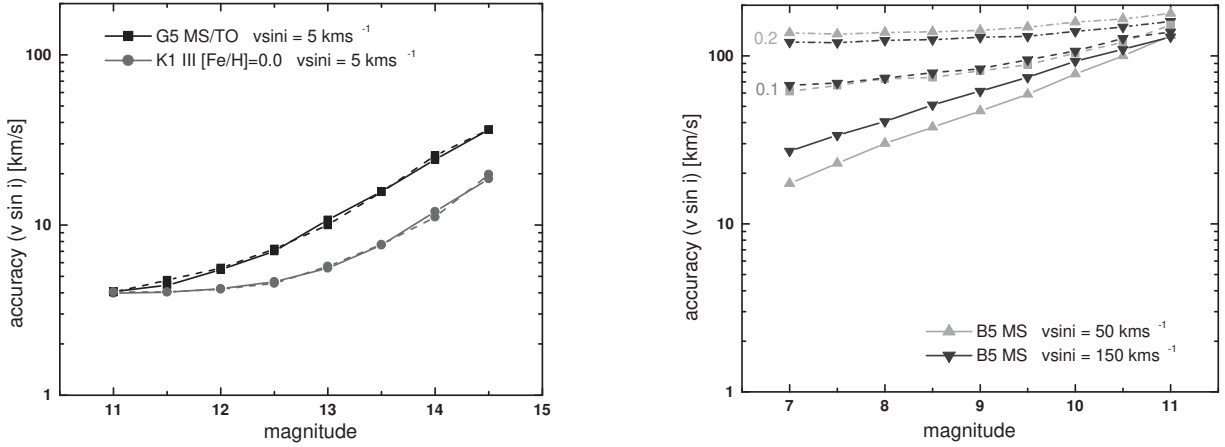 G5 MS/TO vsini = 5 kms -1
K1 III [Fe/H]=0.0 vsini = 5 kms -1
100
10
1
accuracy (v sin i) [km/s]
11 12 13 14 15
magnitude
0.2
0.1
B5 MS vsini = 50 kms -1
B5 MS vsini = 150 kms -1
100
10
1
accuracy (v sin i) [km/s]
7 8 9 10 11
magnitude